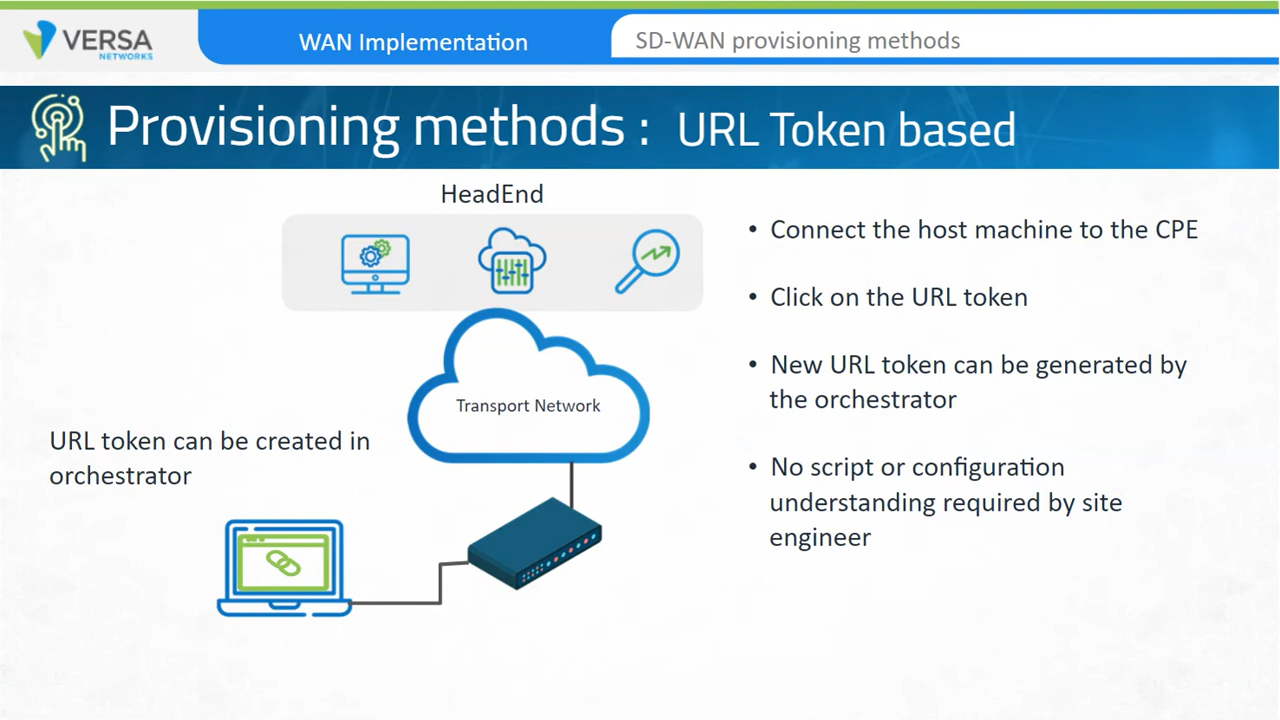 VERSA
NETWORKS
WAN Implementation
SD-WAN provisioning methods
Provisioning methods : URL Token based
HeadEnd
Transport Network
URL token can be created in
orchestrator
• Connect the host machine to the CPE
• Click on the URL token
• New URL token can be generated by
the orchestrator
• No script or configuration
understanding required by site
engineer